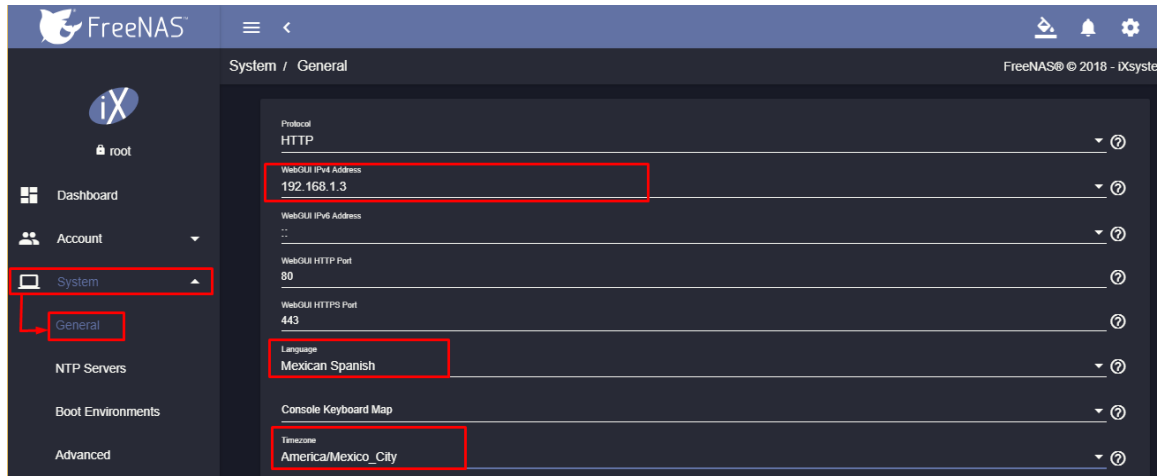 FreeNAS™
System / General
FreeNAS® © 2018 - iXsyste
iX
root
Dashboard
Account
System
General
NTP Servers
Boot Environments
Advanced
Protocol
HTTP
WebGUI IPv4 Address
192.168.1.3
WebGUI IPv6 Address
::
WebGUI HTTP Port
80
WebGUI HTTPS Port
443
Language
Mexican Spanish
Console Keyboard Map
Timezone
America/Mexico_City